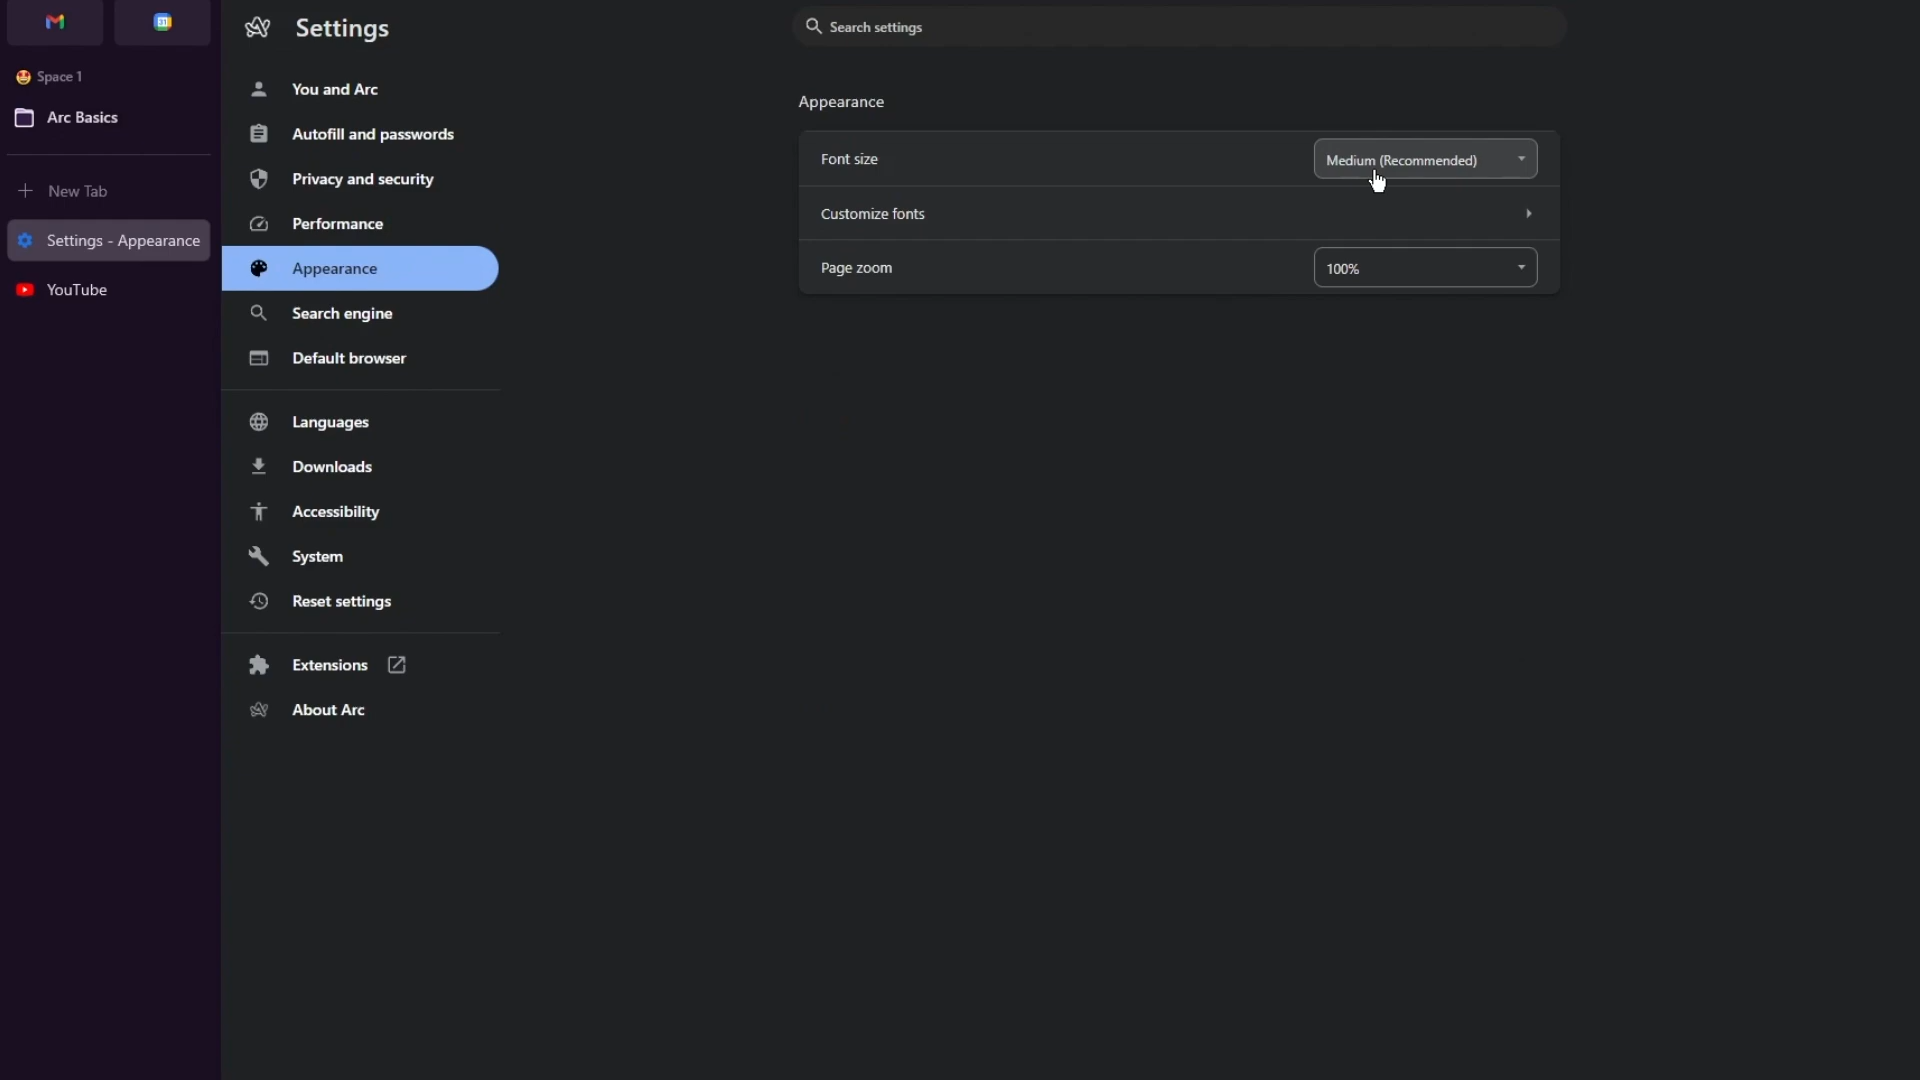 Space 1
Arc Basics
New Tab
Settings - Appearance
YouTube
Settings
You and Arc
Autofill and passwords
Privacy and security
Performance
Appearance
Search engine
Default browser
Languages
Downloads
Accessibility
System
Reset settings
Extensions
About Arc
Search settings
Appearance
Font size
Medium (Recommended)
Customize fonts
Page zoom
100%